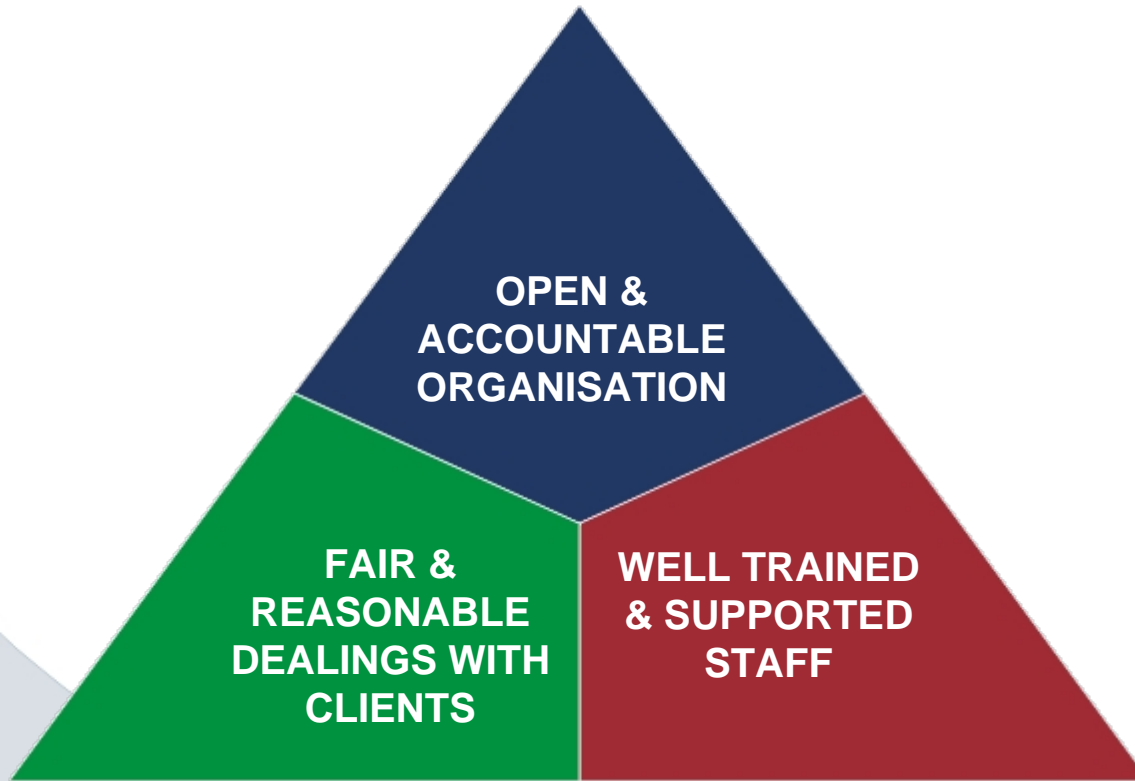 OPEN &
ACCOUNTABLE
ORGANISATION
FAIR &
REASONABLE
DEALINGS WITH
CLIENTS
WELL TRAINED
& SUPPORTED
STAFF